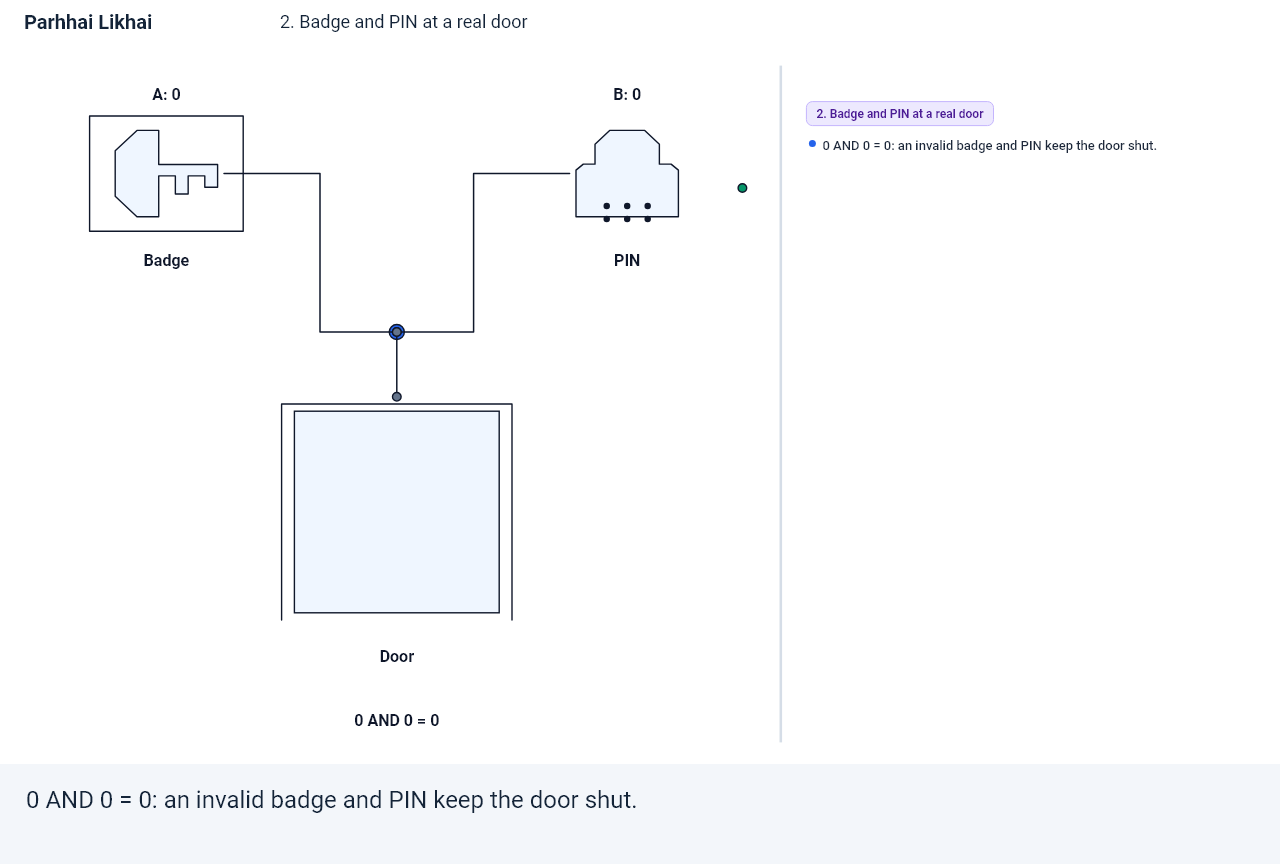 Parhhai Likhai
2. Badge and PIN at a real door
A: 0
B: 0
Badge
PIN
Door
0 AND 0 = 0
2. Badge and PIN at a real door
0 AND 0 = 0: an invalid badge and PIN keep the door shut.
0 AND 0 = 0: an invalid badge and PIN keep the door shut.